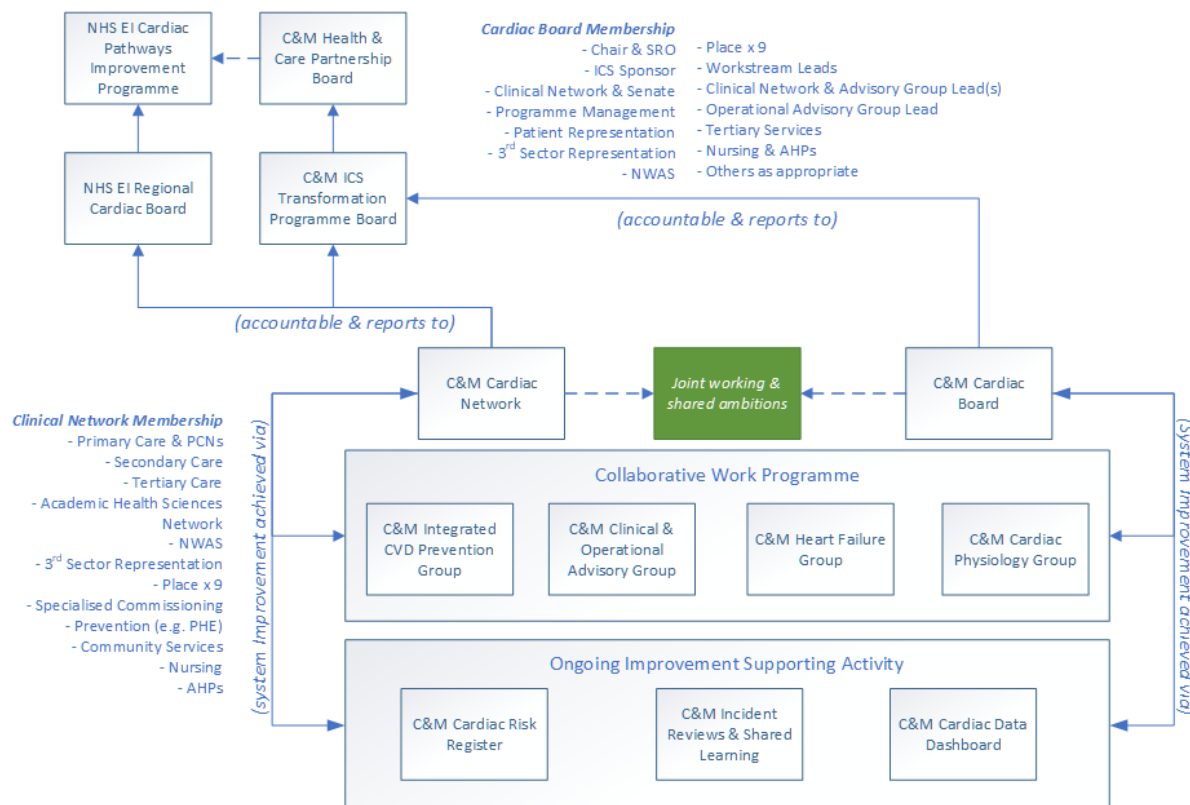 NHS EI Cardiac
Pathways
Improvement
Programme
C&M Health &
Care Partnership
Board
Cardiac Board Membership
- Chair & SRO
- ICS Sponsor
- Clinical Network & Senate
- Programme Management
- Patient Representation
- 3rd Sector Representation
- NWAS
- Place x 9
- Workstream Leads
- Clinical Network & Advisory Group Lead(s)
- Operational Advisory Group Lead
- Tertiary Services
- Nursing & AHPs
- Others as appropriate
NHS EI Regional
Cardiac Board
C&M ICS
Transformation
Programme Board
(accountable & reports to)
(accountable & reports to)
C&M Cardiac
Network
Joint working &
shared ambitions
C&M Cardiac
Board
Clinical Network Membership
- Primary Care & PCNs
- Secondary Care
- Tertiary Care
- Academic Health Sciences
Network
- NWAS
- 3rd Sector Representation
- Place x 9
- Specialised Commissioning
- Prevention (e.g. PHE)
- Community Services
- Nursing
- AHPs
(system Improvement achieved via)
Collaborative Work Programme
C&M Integrated
CVD Prevention
Group
C&M Clinical &
Operational
Advisory Group
C&M Heart Failure
Group
C&M Cardiac
Physiology Group
(System Improvement achieved via)
Ongoing Improvement Supporting Activity
C&M Cardiac Risk
Register
C&M Incident
Reviews & Shared
Learning
C&M Cardiac Data
Dashboard